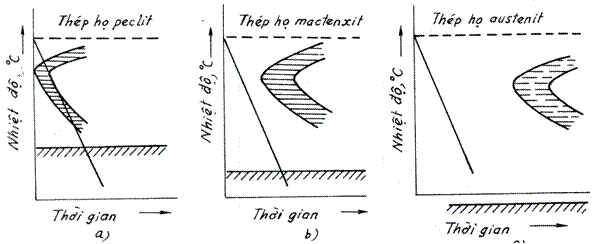 Thép họ peclit
Nhiệt độ, °C
Thời gian
a)
Thép họ mactenxit
Nhiệt độ, °C
Thời gian
b)
Thép họ austenit
Nhiệt độ, °C
Thời gian